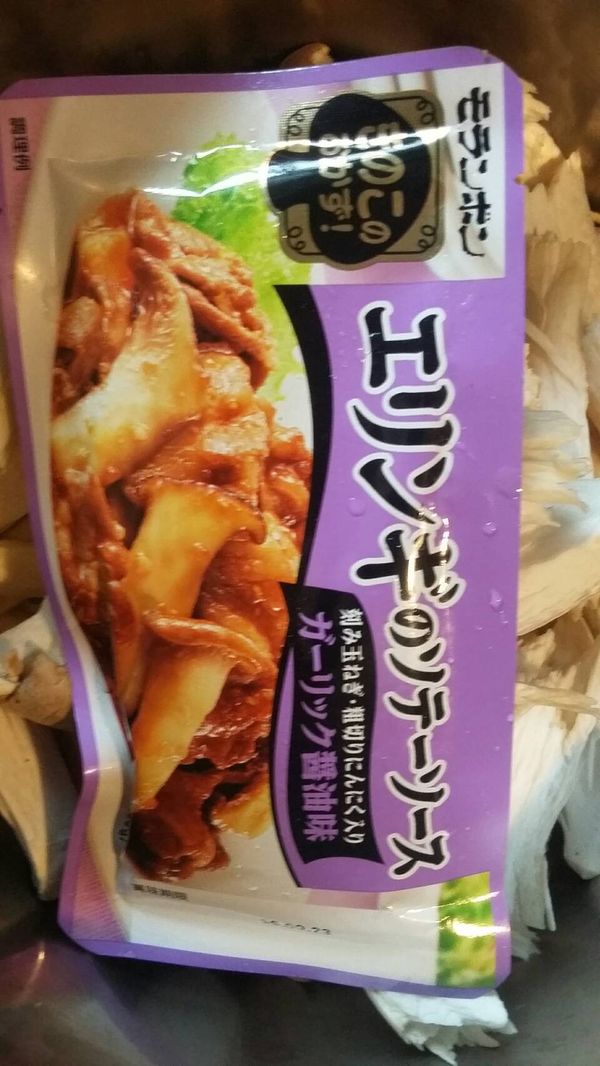 モランボン
きのこの
おかず!
エリンギのソテーソース
刻み玉ねぎ・粗切りにんにく入り
ガーリック醤油味
調理例